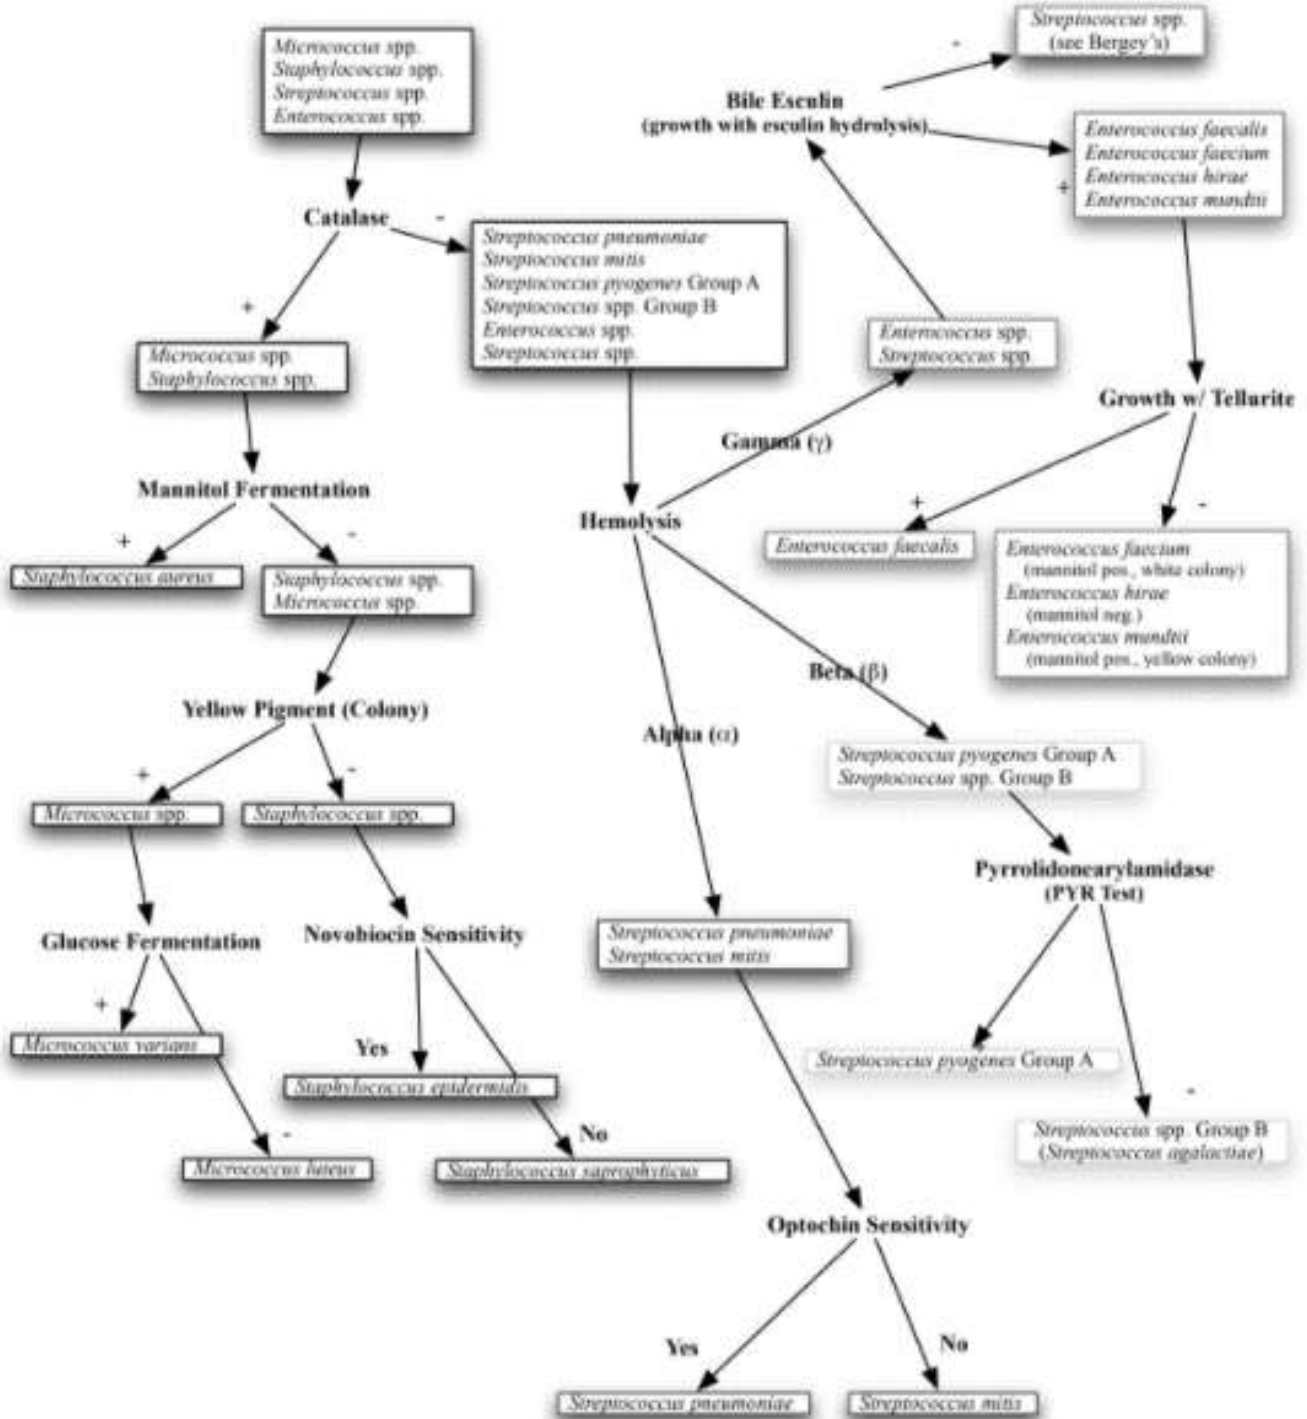 Micrococcus spp.
Staphylococcus spp.
Streptococcus spp.
Enterococcus spp.
Catalase
-
+
Streptococcus pneumoniae
Streptococcus mitis
Streptococcus pyogenes Group A
Streptococcus spp. Group B
Enterococcus spp.
Streptococcus spp.
Micrococcus spp.
Staphylococcus spp.
Mannitol Fermentation
+
-
Staphylococcus aureus
Staphylococcus spp.
Micrococcus spp.
Yellow Pigment (Colony)
+
-
Micrococcus spp.
Staphylococcus spp.
Glucose Fermentation
+
-
Micrococcus varians
Micrococcus luteus
Novobiocin Sensitivity
Yes
No
Staphylococcus epidermidis
Staphylococcus saprophyticus
Hemolysis
Gamma (γ)
Beta (β)
Alpha (α)
Enterococcus spp.
Streptococcus spp.
Bile Esculin
(growth with esculin hydrolysis)
-
+
Streptococcus spp.
(see Bergey's)
Enterococcus faecalis
Enterococcus faecium
Enterococcus hirae
Enterococcus mundtii
Growth w/ Tellurite
+
-
Enterococcus faecalis
Enterococcus faecium
(mannitol pos., white colony)
Enterococcus hirae
(mannitol neg.)
Enterococcus mundtii
(mannitol pos., yellow colony)
Streptococcus pyogenes Group A
Streptococcus spp. Group B
Pyrrolidonearylamidase
(PYR Test)
+
-
Streptococcus pyogenes Group A
Streptococcus spp. Group B
(Streptococcus agalactiae)
Streptococcus pneumoniae
Streptococcus mitis
Optochin Sensitivity
Yes
No
Streptococcus pneumoniae
Streptococcus mitis